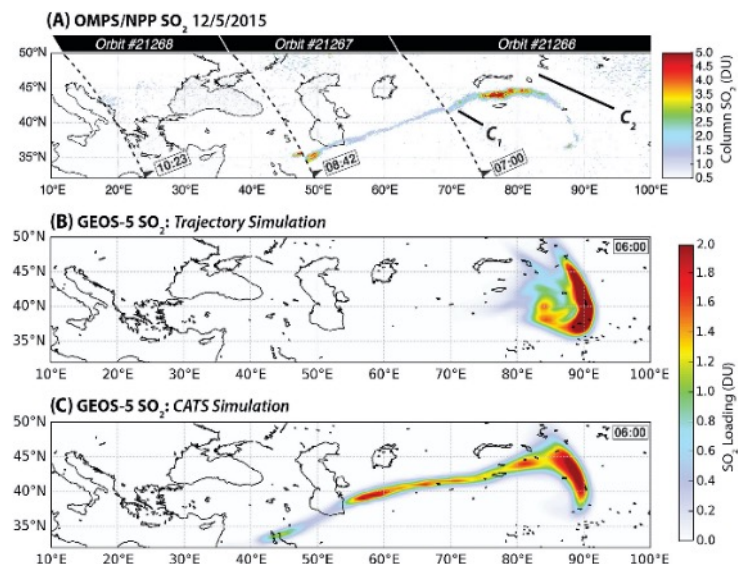 (A) OMPS/NPP SO2 12/5/2015
Orbit #21268 Orbit #21267 Orbit #21266
50°N
45°N
40°N
35°N
C1
C2
10:23
08:42
07:00
10°E 20°E 30°E 40°E 50°E 60°E 70°E 80°E 90°E 100°E
5.0
4.5
4.0
3.5
3.0
2.5
2.0
1.5
1.0
0.5
Column SO2 (DU)
(B) GEOS-5 SO2: Trajectory Simulation
50°N
45°N
40°N
35°N
06:00
10°E 20°E 30°E 40°E 50°E 60°E 70°E 80°E 90°E 100°E
(C) GEOS-5 SO2: CATS Simulation
50°N
45°N
40°N
35°N
06:00
10°E 20°E 30°E 40°E 50°E 60°E 70°E 80°E 90°E 100°E
2.0
1.8
1.6
1.4
1.2
1.0
0.8
0.6
0.4
0.2
0.0
SO2 Loading (DU)